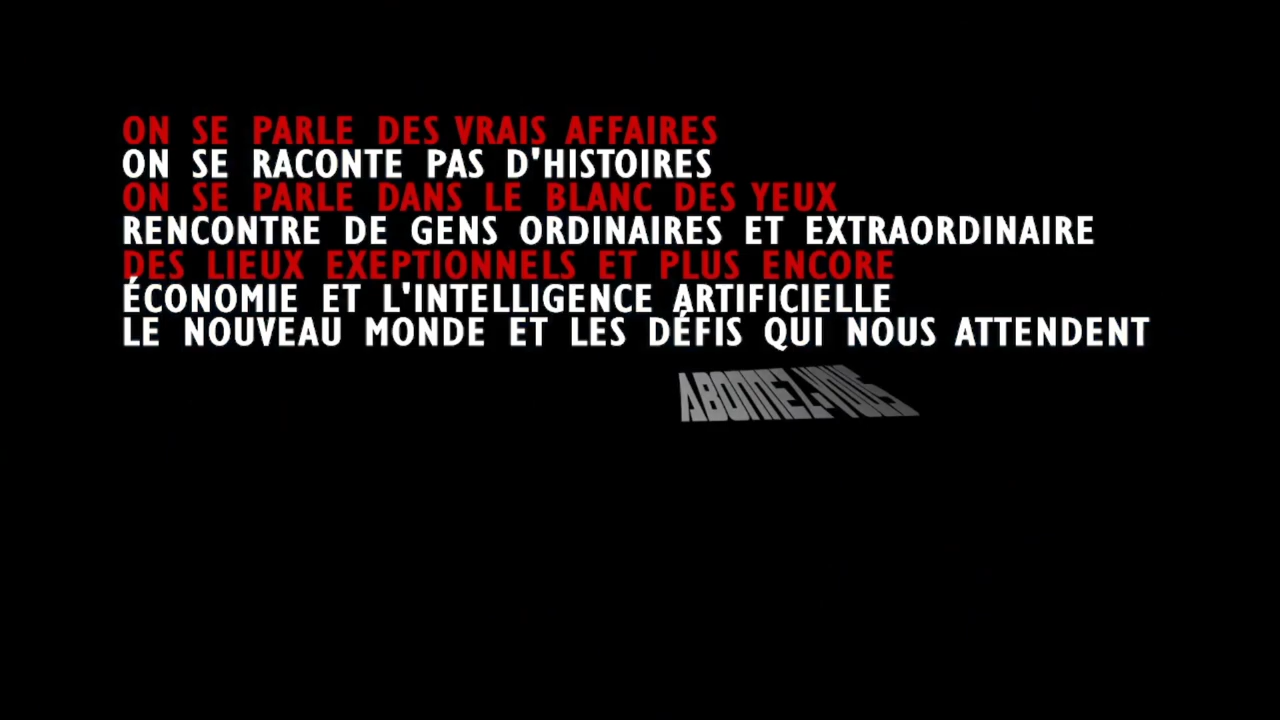 ON SE PARLE DES VRAIS AFFAIRES
ON SE RACONTE PAS D'HISTOIRES
ON SE PARLE DANS LE BLANC DES YEUX
RENCONTRE DE GENS ORDINAIRES ET EXTRAORDINAIRE
DES LIEUX EXEPTIONNELS ET PLUS ENCORE
ÉCONOMIE ET L'INTELLIGENCE ARTIFICIELLE
LE NOUVEAU MONDE ET LES DÉFIS QUI NOUS ATTENDENT
ABONNEZ-VOUS